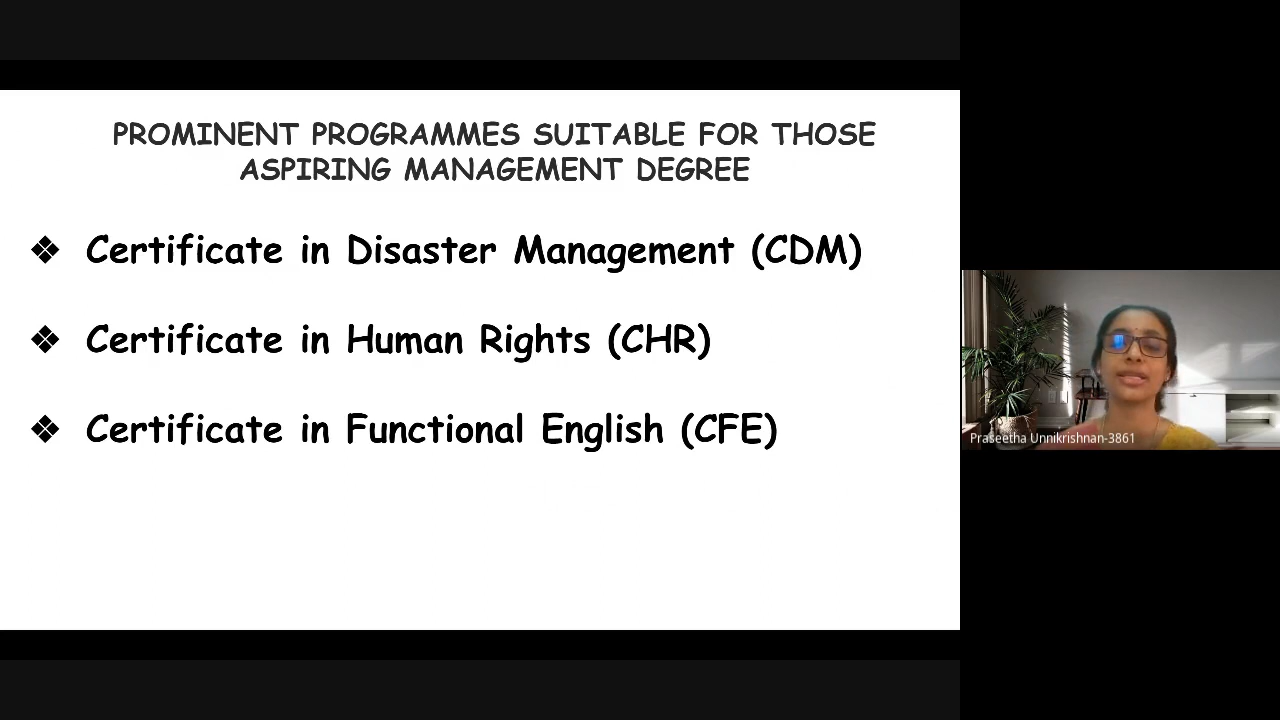 PROMINENT PROGRAMMES SUITABLE FOR THOSE
ASPIRING MANAGEMENT DEGREE
❖ Certificate in Disaster Management (CDM)
❖ Certificate in Human Rights (CHR)
❖ Certificate in Functional English (CFE)
Praseetha Unnikrishnan-3861